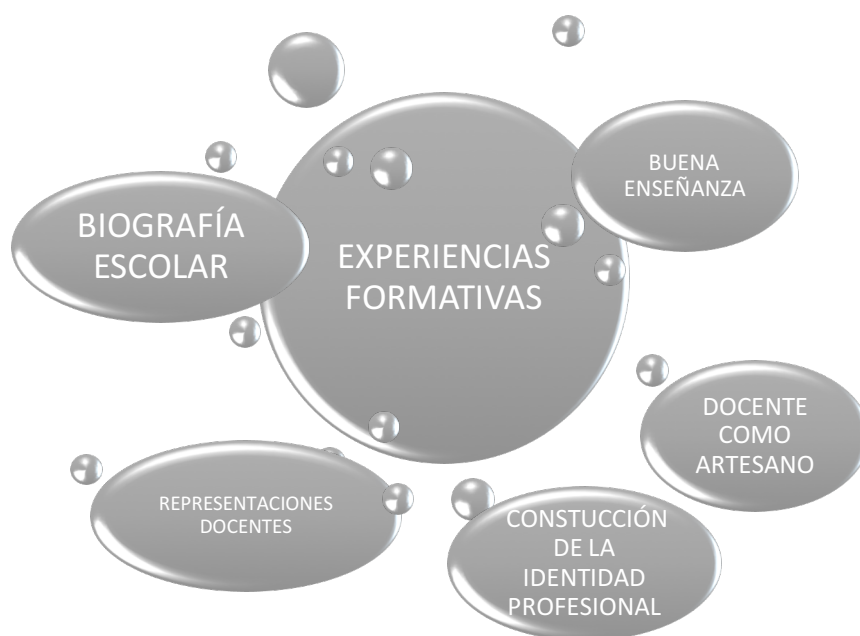 BUENA
ENSEÑANZA
BIOGRAFÍA
ESCOLAR
EXPERIENCIAS
FORMATIVAS
DOCENTE
COMO
ARTESANO
REPRESENTACIONES
DOCENTES
CONSTUCCIÓN
DE LA
IDENTIDAD
PROFESIONAL